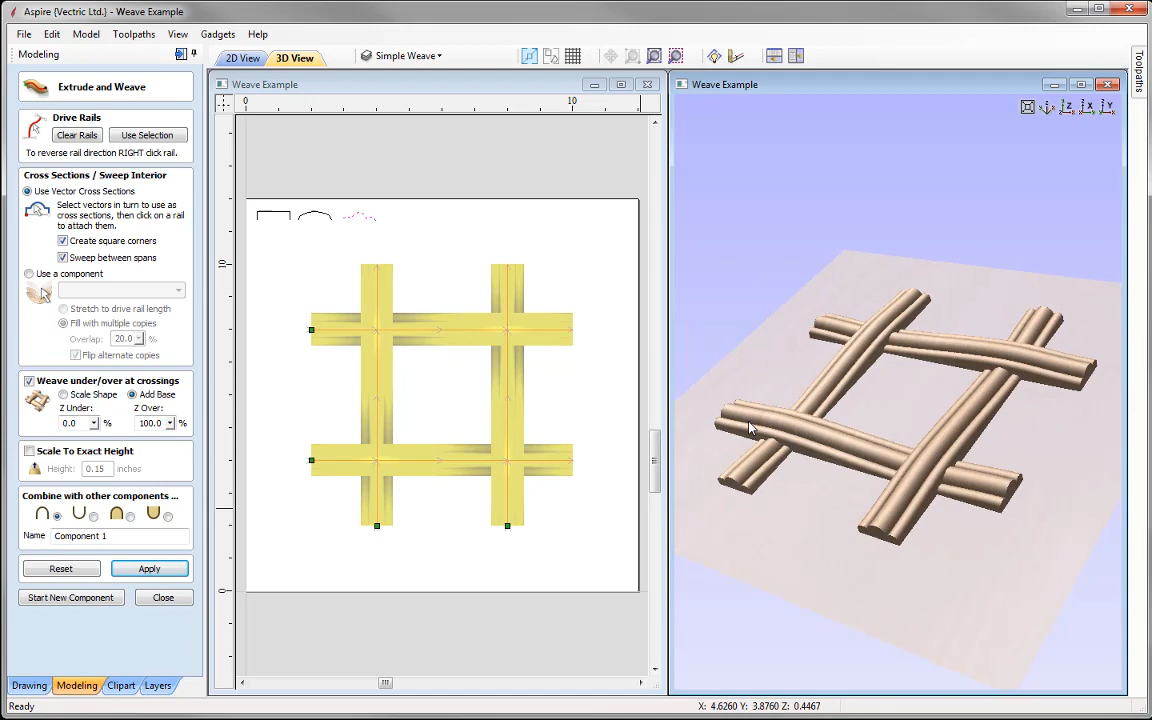 Aspire {Vectric Ltd.} - Weave Example
File Edit Model Toolpaths View Gadgets Help
Modeling
2D View 3D View Simple Weave
Toolpaths
Extrude and Weave
Weave Example
Weave Example
0 10
Drive Rails
Clear Rails Use Selection
To reverse rail direction RIGHT click rail.
Cross Sections / Sweep Interior
Use Vector Cross Sections
Select vectors in turn to use as
cross sections, then click on a rail
to attach them.
Create square corners
Sweep between spans
Use a component
Stretch to drive rail length
Fill with multiple copies
Overlap: 20.0 %
Flip alternate copies
Weave under/over at crossings
Scale Shape Add Base
Z Under: Z Over:
0.0 % 100.0 %
Scale To Exact Height
Height: 0.15 inches
Combine with other components ...
Name Component 1
Reset Apply
Start New Component Close
10
0
Z X Y
Drawing Modeling Clipart Layers
Ready X: 4.6260 Y: 3.8760 Z: 0.4467